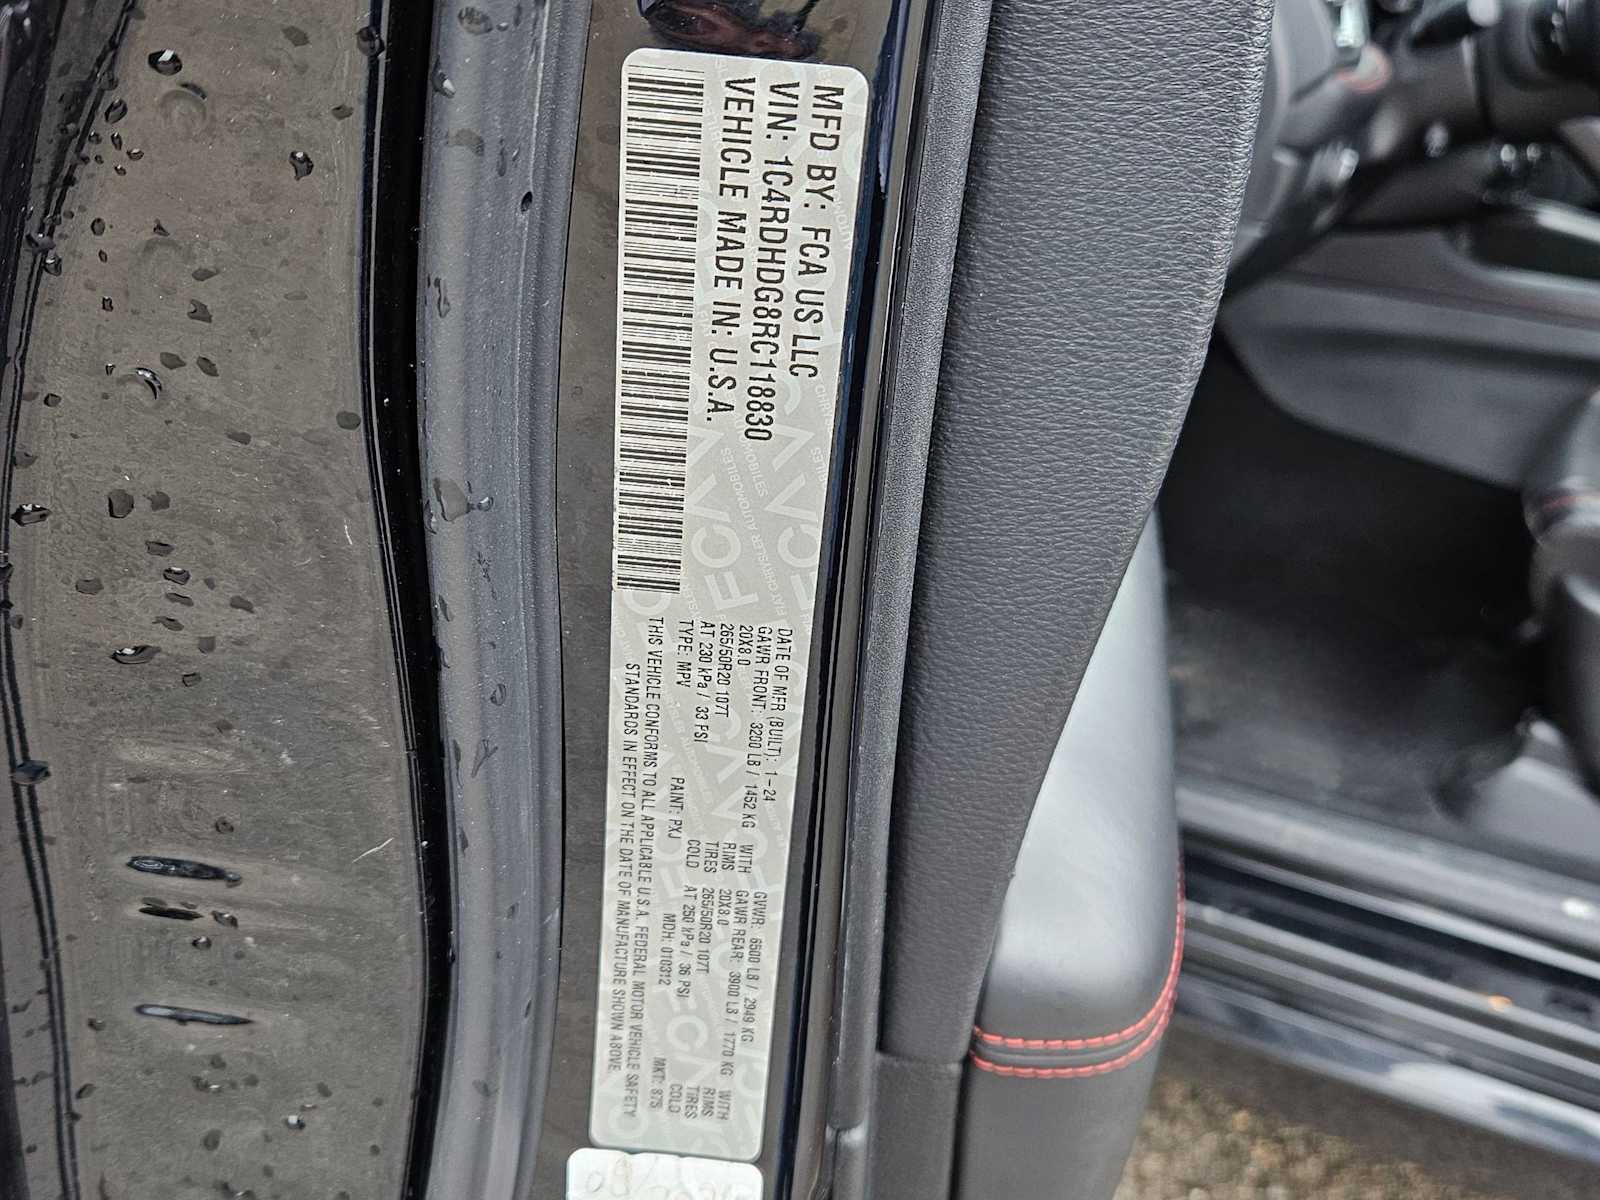 MFD BY: FCA US LLC
VIN: 1C4RDHDG8RC118830
VEHICLE MADE IN: U.S.A.
DATE OF MFR (BUILT): 1-24 GVWR: 6500 LB / 2949 KG
GAWR FRONT: 3200 LB / 1452 KG WITH GAWR REAR: 3900 LB / 1770 KG WITH
20X8.0 RIMS 20X8.0 RIMS
265/50R20 107T TIRES 265/50R20 107T TIRES
AT 230 kPa / 33 PSI COLD AT 250 kPa / 36 PSI COLD
TYPE: MPV PAINT: PXJ MDH: 010312 MKT: 875
THIS VEHICLE CONFORMS TO ALL APPLICABLE U.S.A. FEDERAL MOTOR VEHICLE SAFETY
STANDARDS IN EFFECT ON THE DATE OF MANUFACTURE SHOWN ABOVE.